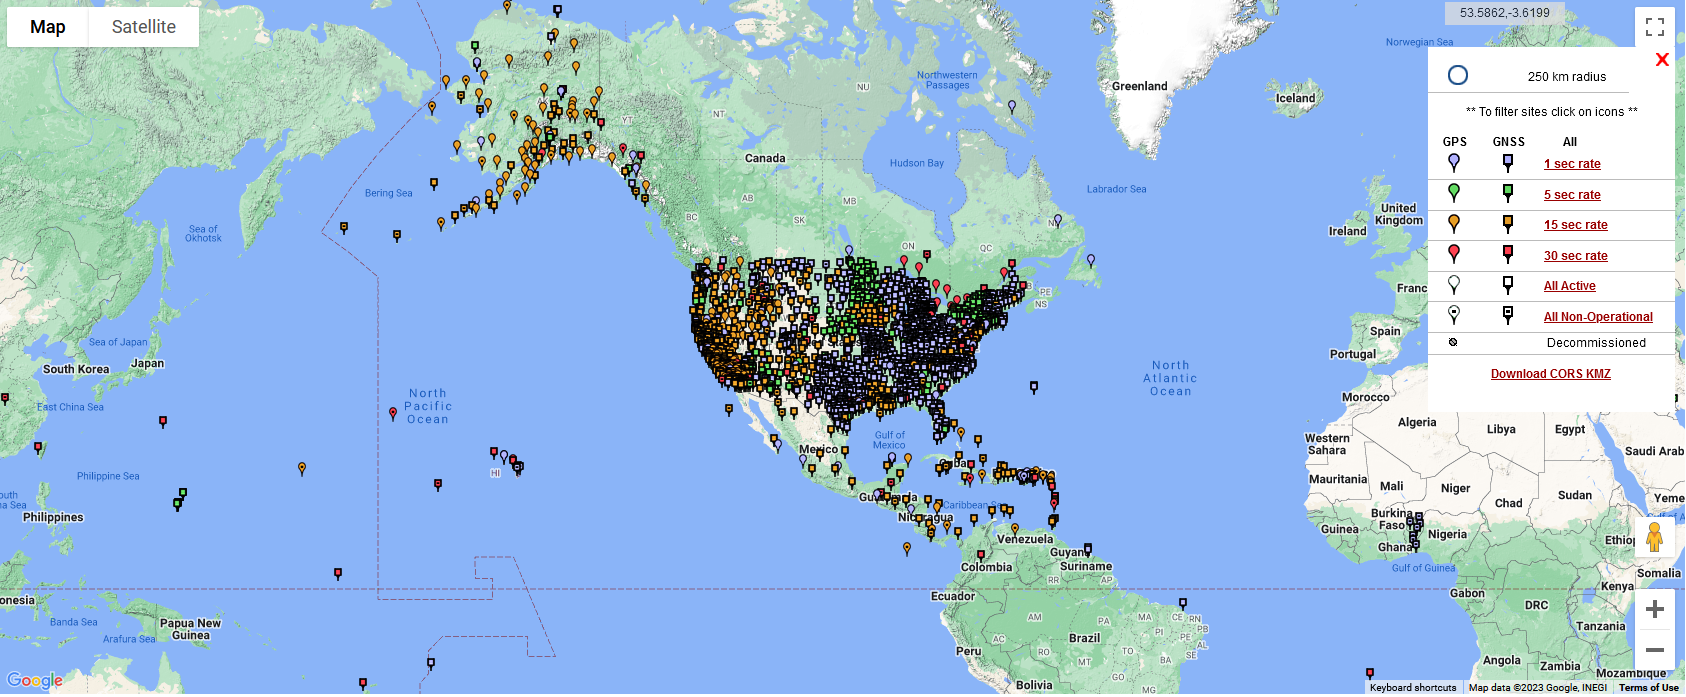 Map
Satellite
53.5862,-3.6199
X
250 km radius
** To filter sites click on icons **
GPS GNSS All
1 sec rate
5 sec rate
15 sec rate
30 sec rate
All Active
All Non-Operational
Decommissioned
Download CORS KMZ
Norwegian Sea
Greenland
Iceland
Northwestern
Passages
NU
NT
YT
Canada
Hudson Bay
Labrador Sea
Bering Sea
Sea of
Okhotsk
BC
AB
SK
MB
ON
QC
PE
NS
United
Kingdom
Ireland
Franc
Spain
Portugal
Sea of Japan
Japan
South Korea
East China Sea
North
Pacific
Ocean
North
Atlantic
Ocean
Gulf of
Mexico
Mexico
Cuba
HI
Philippine Sea
Philippines
Guatemala
Nicaragua
Caribbean Sea
Venezuela
Guyana
Suriname
Colombia
Ecuador
Peru
Brazil
Bolivia
RR
AP
AM
PA
MA
CE
RN
PI
PB
PE
AC
RO
TO
AL
SE
MT
BA
GO
MG
Morocco
Western
Sahara
Algeria
Libya
Egypt
Saudi Arab
Mauritania
Mali
Niger
Chad
Sudan
Yeme
Burkina
Faso
Guinea
Ghana
Nigeria
Ethiop
Gulf of Guinea
Somalia
Gabon
Kenya
DRC
Tanzania
Angola
Zambia
Mozambique
onesia
Banda Sea
Arafura Sea
Papua New
Guinea
Google
Keyboard shortcuts
Map data ©2023 Google, INEGI
Terms of Use